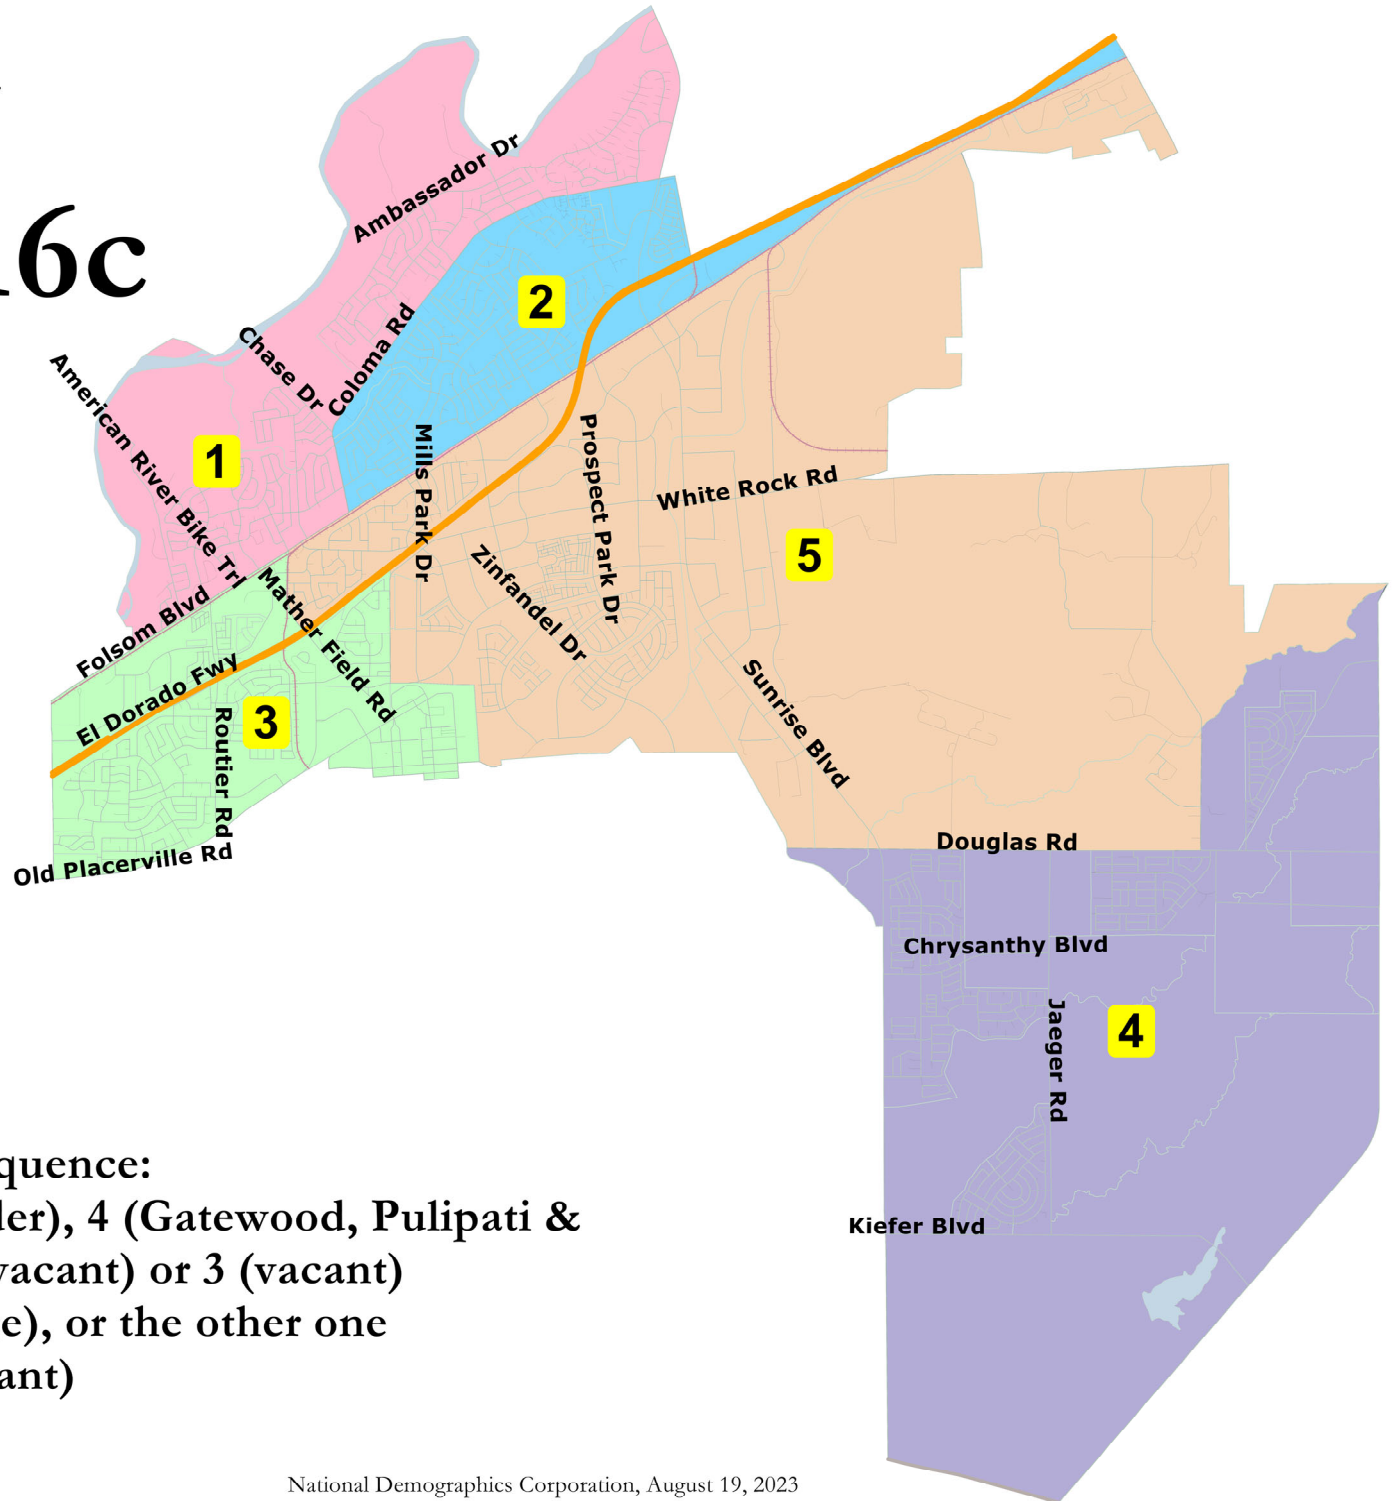 6c
Ambassador Dr
2
Chase Dr
Coloma Rd
American River Bike Trl
1
Mills Park Dr
Prospect Park Dr
White Rock Rd
5
Zinfandel Dr
Mather Field Rd
Folsom Blvd
El Dorado Fwy
3
Routier Rd
Sunrise Blvd
Old Placerville Rd
Douglas Rd
Chrysanthy Blvd
Jaeger Rd
4
Kiefer Blvd
quence:
der), 4 (Gatewood, Pulipati &
vacant) or 3 (vacant)
e), or the other one
ant)
National Demographics Corporation, August 19, 2023